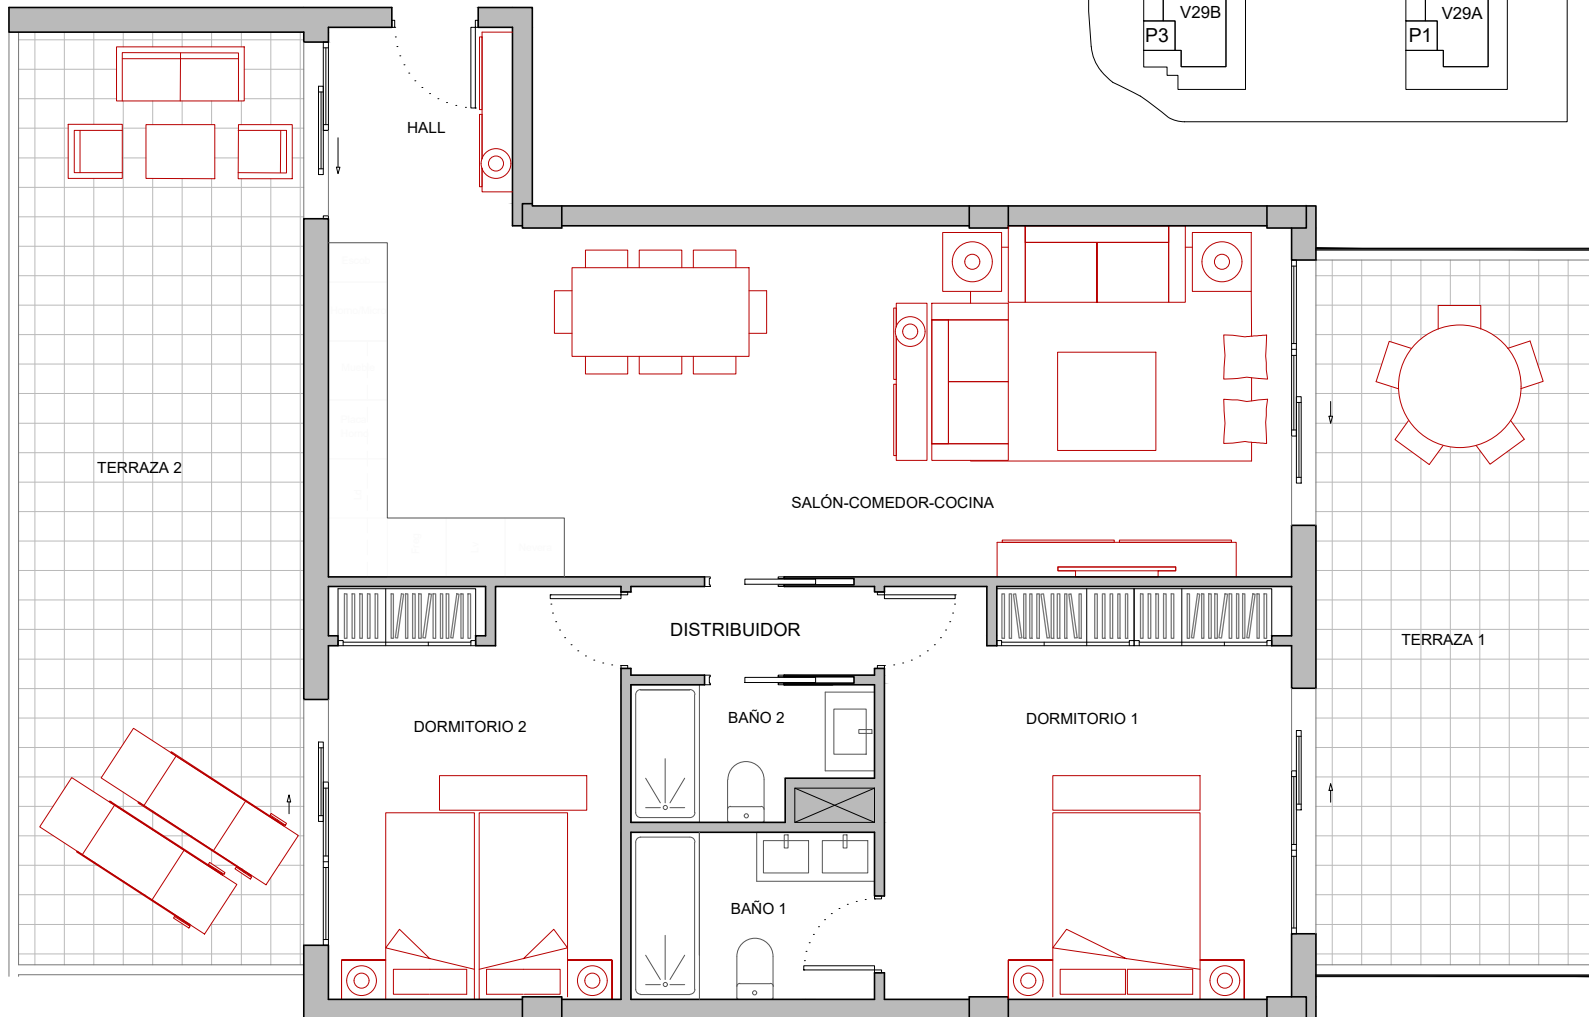 V29B
V29A
P3
P1
HALL
TERRAZA 2
SALÓN-COMEDOR-COCINA
DISTRIBUIDOR
TERRAZA 1
BAÑO 2
DORMITORIO 1
DORMITORIO 2
BAÑO 1